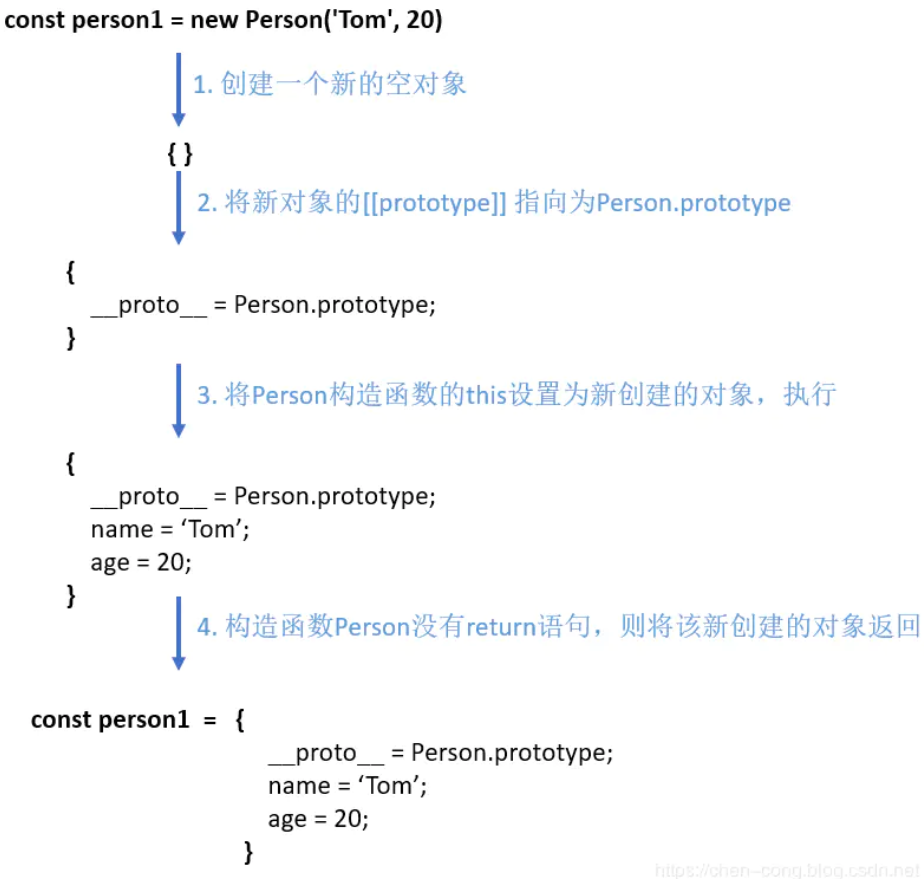 const person1 = new Person('Tom', 20)
1. 创建一个新的空对象
{ }
2. 将新对象的[[prototype]] 指向为Person.prototype
{
__proto__ = Person.prototype;
}
3. 将Person构造函数的this设置为新创建的对象，执行
{
__proto__ = Person.prototype;
name = ‘Tom’;
age = 20;
}
4. 构造函数Person没有return语句，则将该新创建的对象返回
const person1 = {
__proto__ = Person.prototype;
name = ‘Tom’;
age = 20;
}
https://chen-cong.blog.csdn.net